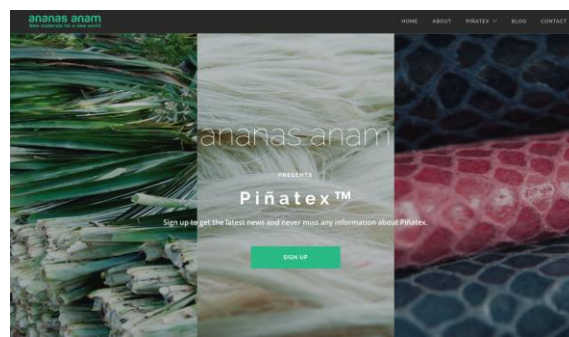 ananas anam
New materials for a new world
HOME ABOUT PIÑATEX BLOG CONTACT
ananas anam
PRESENTS
Piñatex™
Sign up to get the latest news and never miss any information about Piñatex.
SIGN UP